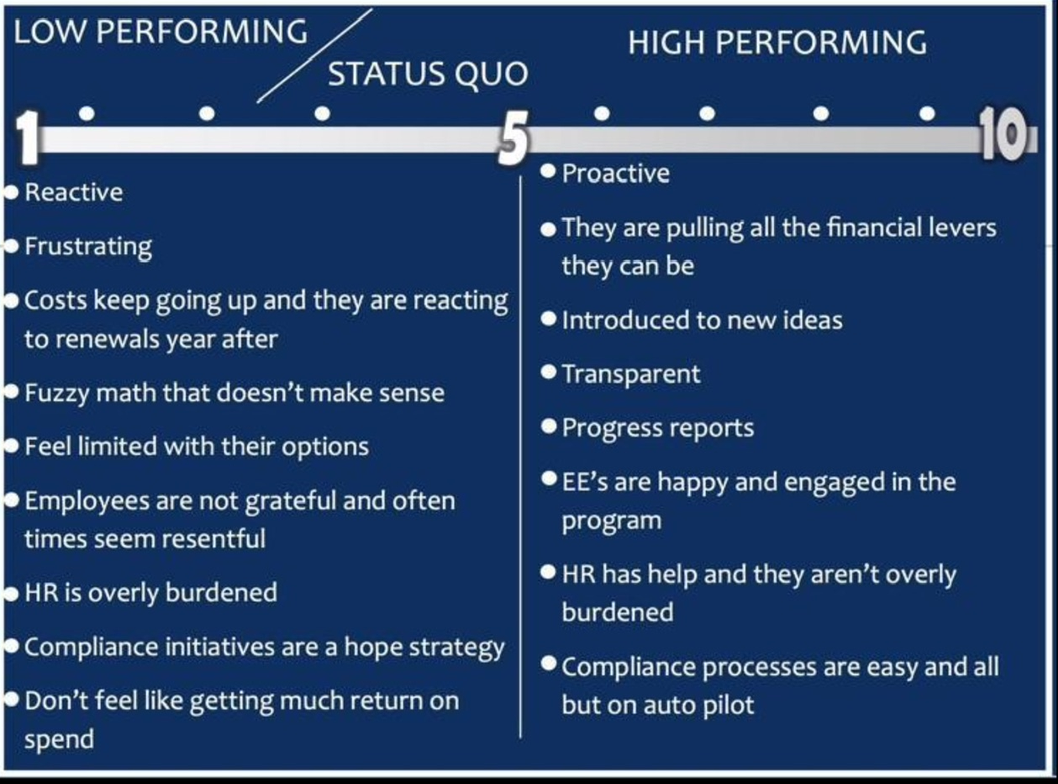 LOW PERFORMING
STATUS QUO
HIGH PERFORMING
1
5
10
Reactive
Frustrating
Costs keep going up and they are reacting
to renewals year after
Fuzzy math that doesn’t make sense
Feel limited with their options
Employees are not grateful and often
times seem resentful
HR is overly burdened
Compliance initiatives are a hope strategy
Don’t feel like getting much return on
spend
Proactive
They are pulling all the financial levers
they can be
Introduced to new ideas
Transparent
Progress reports
EE’s are happy and engaged in the
program
HR has help and they aren’t overly
burdened
Compliance processes are easy and all
but on auto pilot